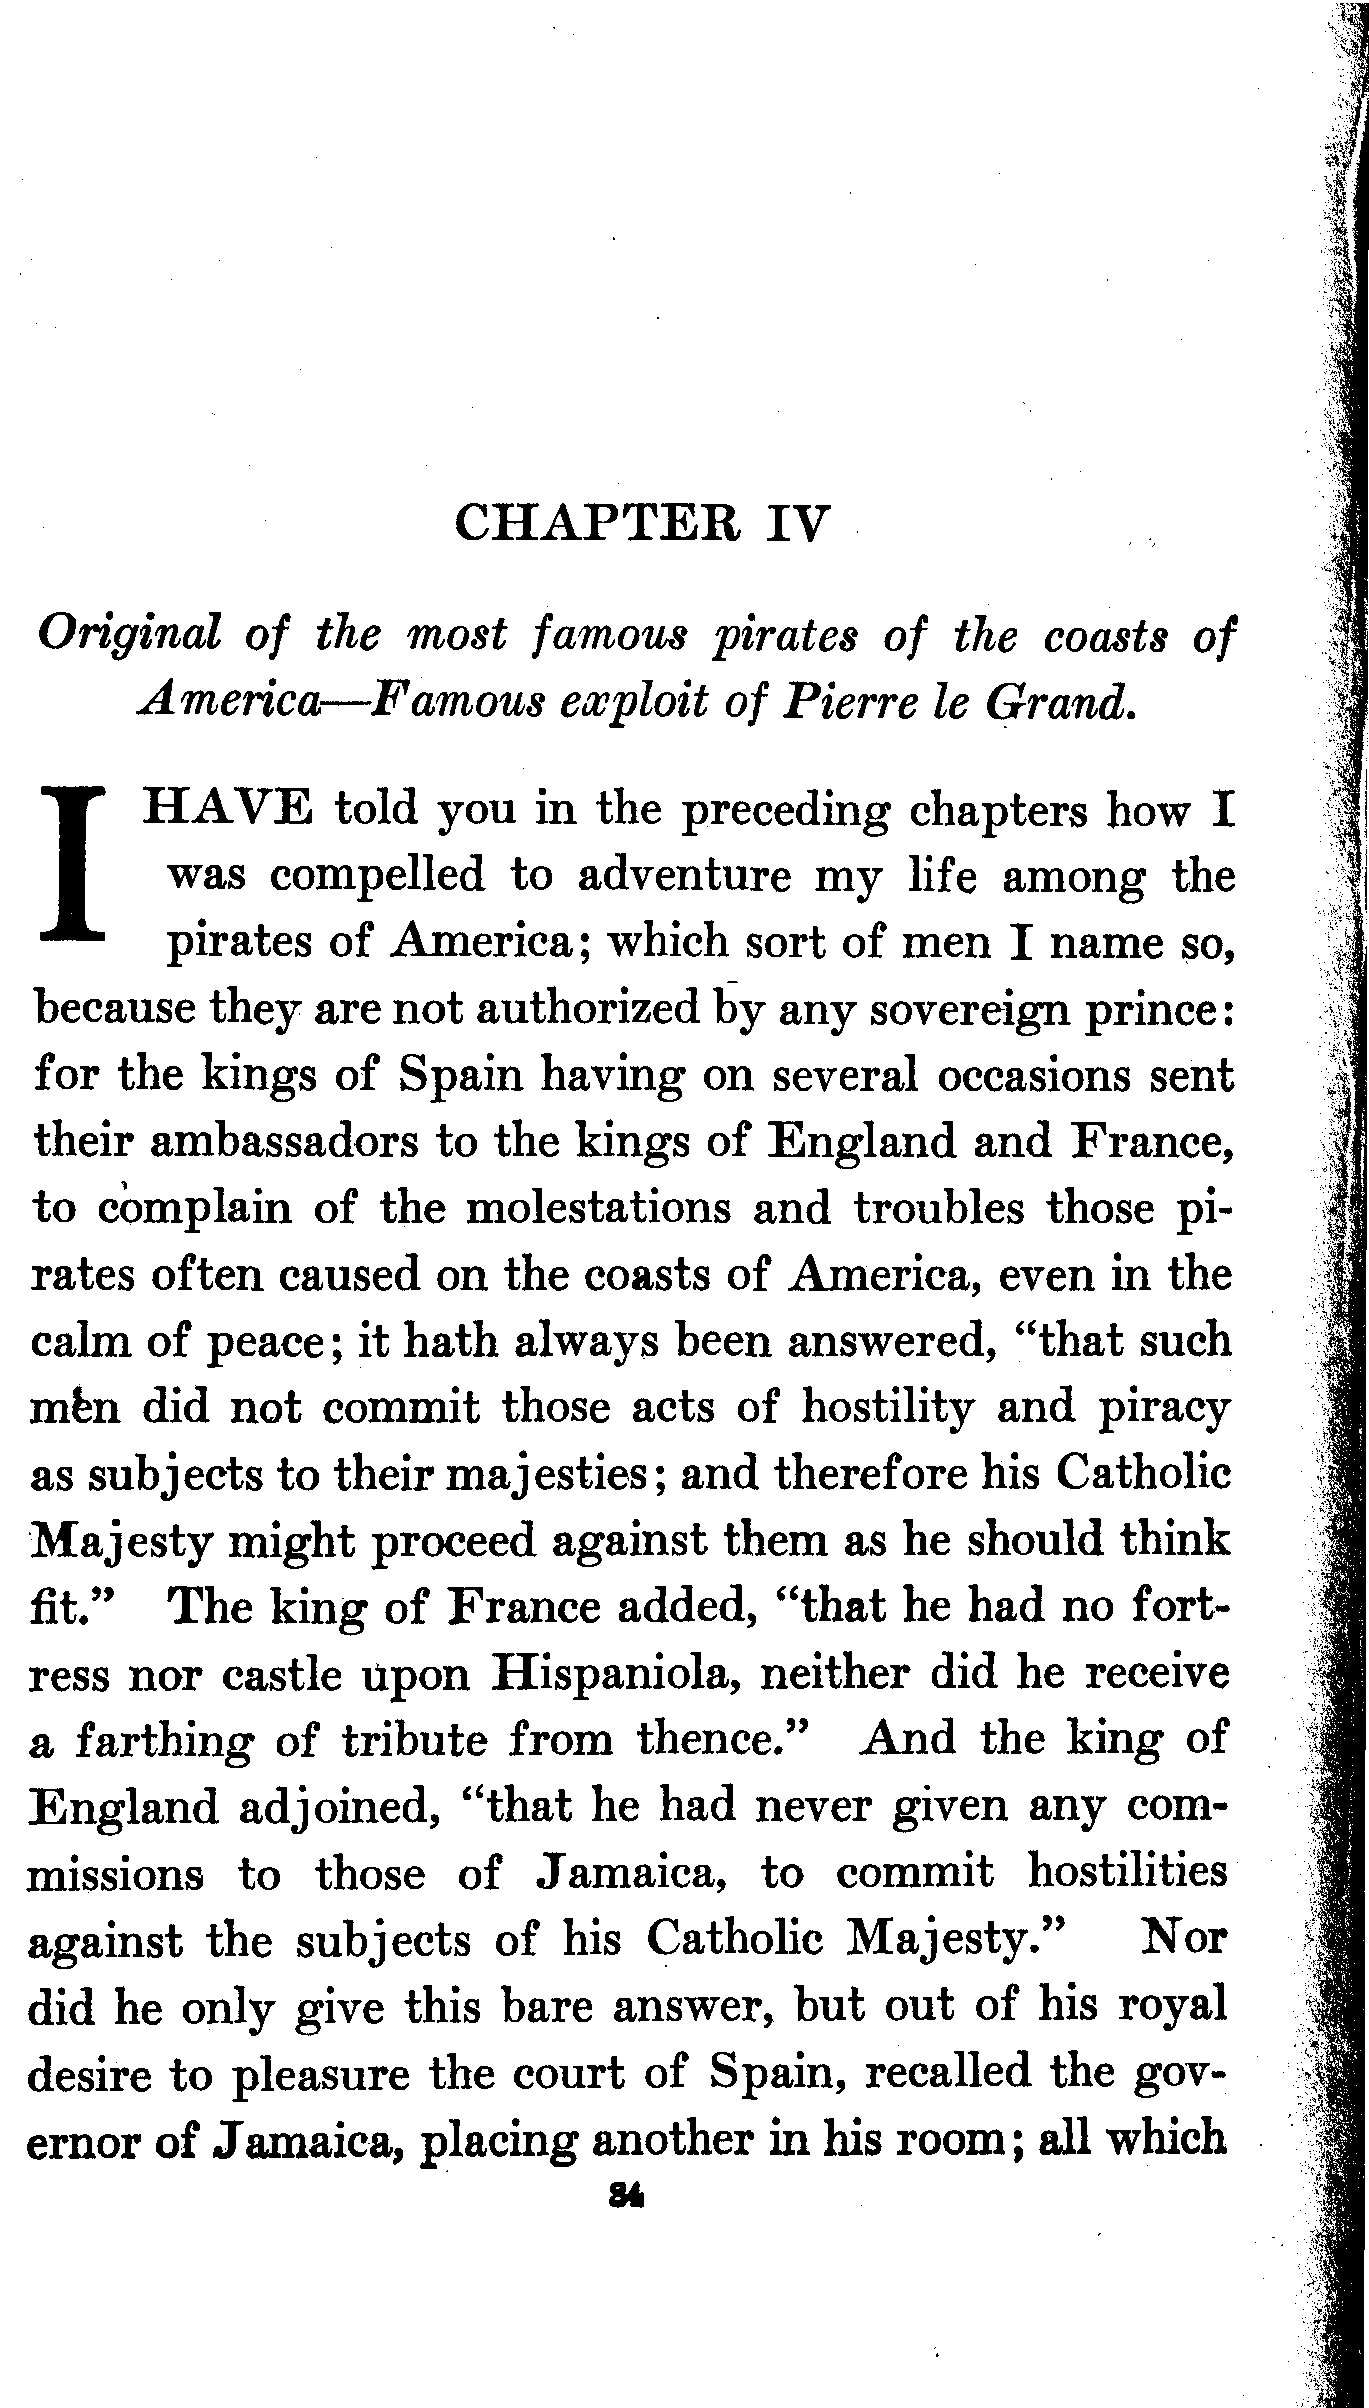 CHAPTER IV
Original of the most famous pirates of the coasts of
America—Famous exploit of Pierre le Grand.
I HAVE told you in the preceding chapters how I
was compelled to adventure my life among the
pirates of America; which sort of men I name so,
because they are not authorized by any sovereign prince:
for the kings of Spain having on several occasions sent
their ambassadors to the kings of England and France,
to complain of the molestations and troubles those pi-
rates often caused on the coasts of America, even in the
calm of peace; it hath always been answered, “that such
men did not commit those acts of hostility and piracy
as subjects to their majesties; and therefore his Catholic
Majesty might proceed against them as he should think
fit.” The king of France added, “that he had no fort-
ress nor castle upon Hispaniola, neither did he receive
a farthing of tribute from thence.” And the king of
England adjoined, “that he had never given any com-
missions to those of Jamaica, to commit hostilities
against the subjects of his Catholic Majesty.” Nor
did he only give this bare answer, but out of his royal
desire to pleasure the court of Spain, recalled the gov-
ernor of Jamaica, placing another in his room; all which
34